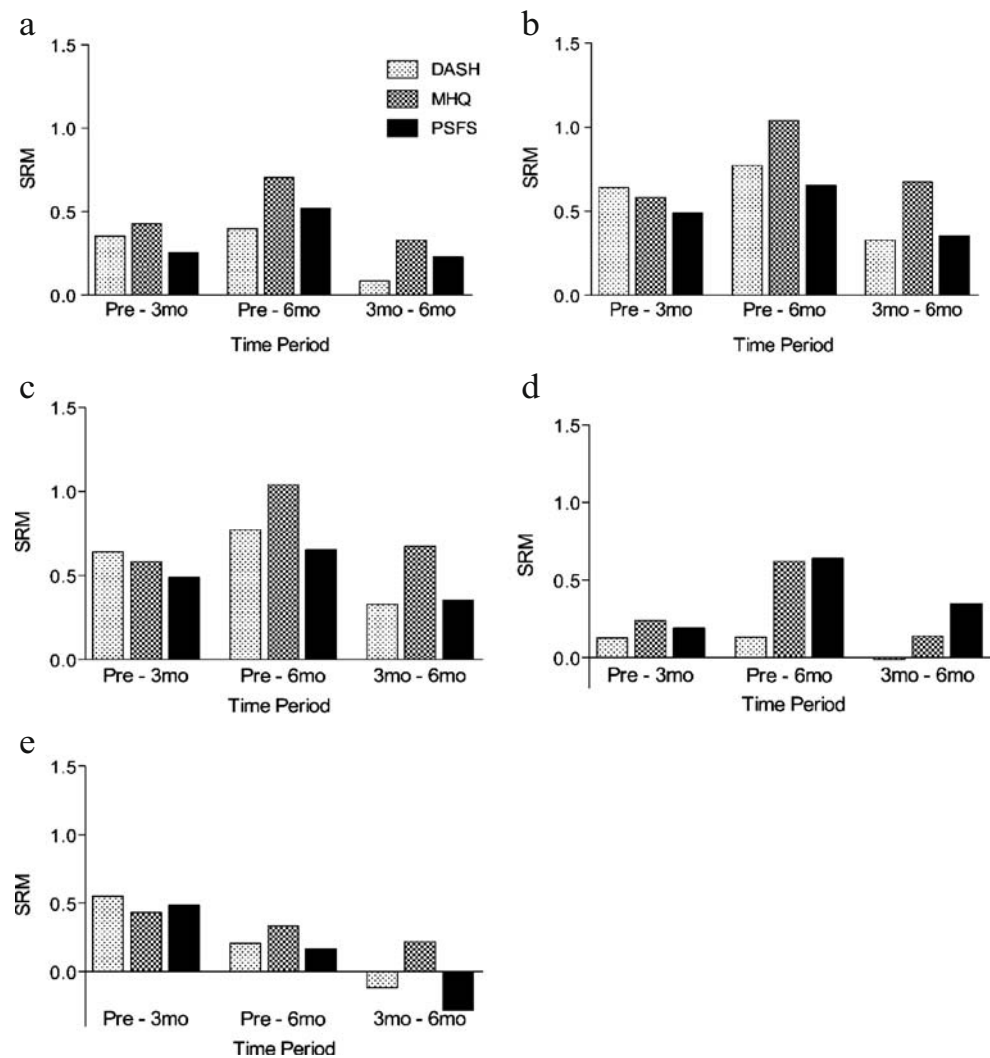 a
1.5
1.0
0.5
0.0
SRM
DASH
MHQ
PSFS
Pre - 3mo Pre - 6mo 3mo - 6mo
Time Period
b
1.5
1.0
0.5
0.0
SRM
Pre - 3mo Pre - 6mo 3mo - 6mo
Time Period
c
1.5
1.0
0.5
0.0
SRM
Pre - 3mo Pre - 6mo 3mo - 6mo
Time Period
d
1.5
1.0
0.5
0.0
SRM
Pre - 3mo Pre - 6mo 3mo - 6mo
Time Period
e
1.5
1.0
0.5
0.0
SRM
Pre - 3mo Pre - 6mo 3mo - 6mo
Time Period